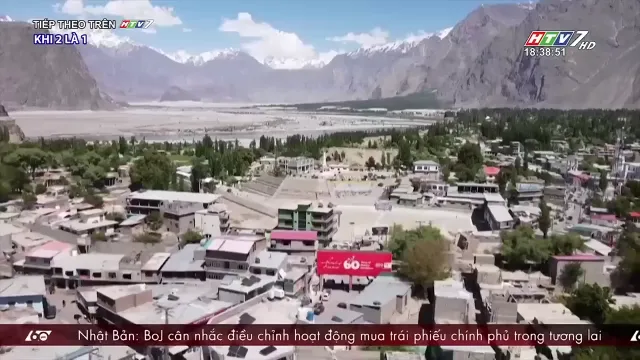 TIẾP THEO TRÊN HTV7
KHI 2 LÀ 1
HTV7 HD
18:38:51
60
Nhật Bản: BoJ cân nhắc điều chỉnh hoạt động mua trái phiếu chính phủ trong tương lai